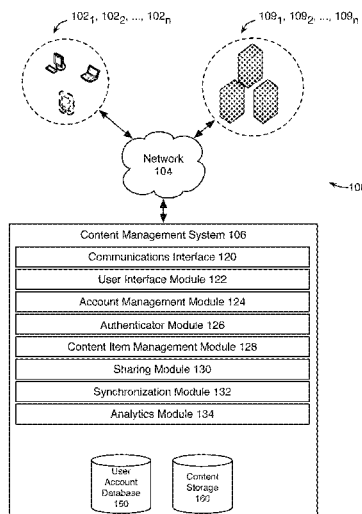 102₁, 102₂, ..., 102ₙ
109₁, 109₂, ..., 109ₙ
Network
104
Content Management System 106
Communications Interface 120
User Interface Module 122
Account Management Module 124
Authenticator Module 126
Content Item Management Module 128
Sharing Module 130
Synchronization Module 132
Analytics Module 134
User
Account
Database
150
Content
Storage
160